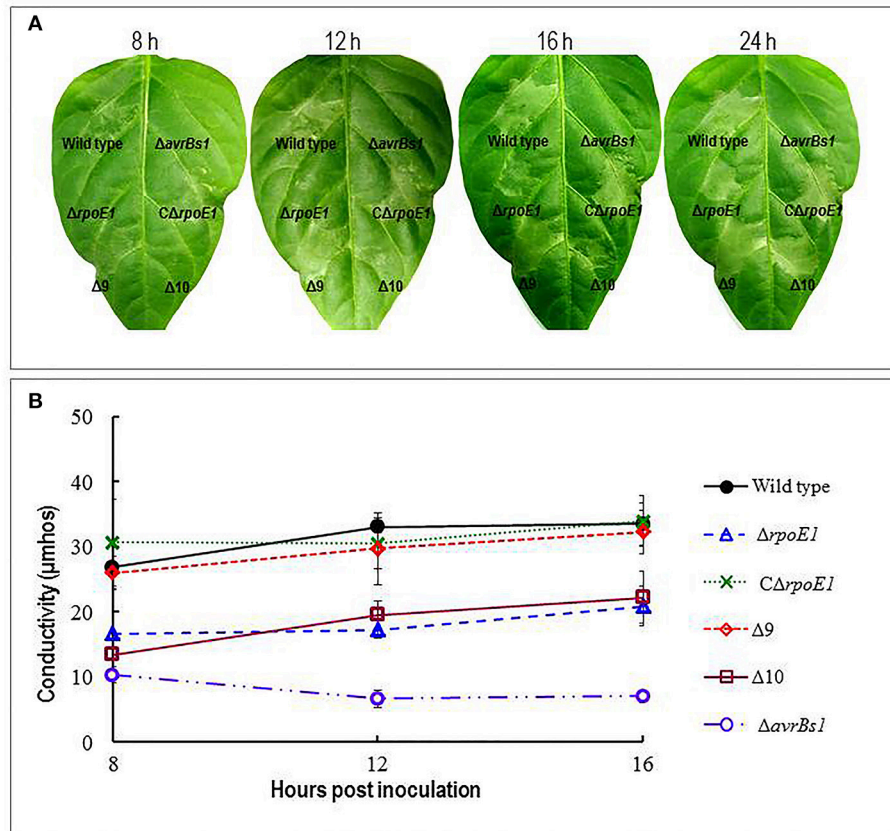 A
8 h 12 h 16 h 24 h
Wild type ΔavrBs1 Wild type ΔavrBs1 Wild type ΔavrBs1 Wild type ΔavrBs1
ΔrpoE1 CΔrpoE1 ΔrpoE1 CΔrpoE1 ΔrpoE1 CΔrpoE1 ΔrpoE1 CΔrpoE1
Δ9 Δ10 Δ9 Δ10 Δ9 Δ10 Δ9 Δ10
B
50
40
30
20
10
0
Conductivity (µmhos)
8 12 16
Hours post inoculation
Wild type
ΔrpoE1
CΔrpoE1
Δ9
Δ10
ΔavrBs1